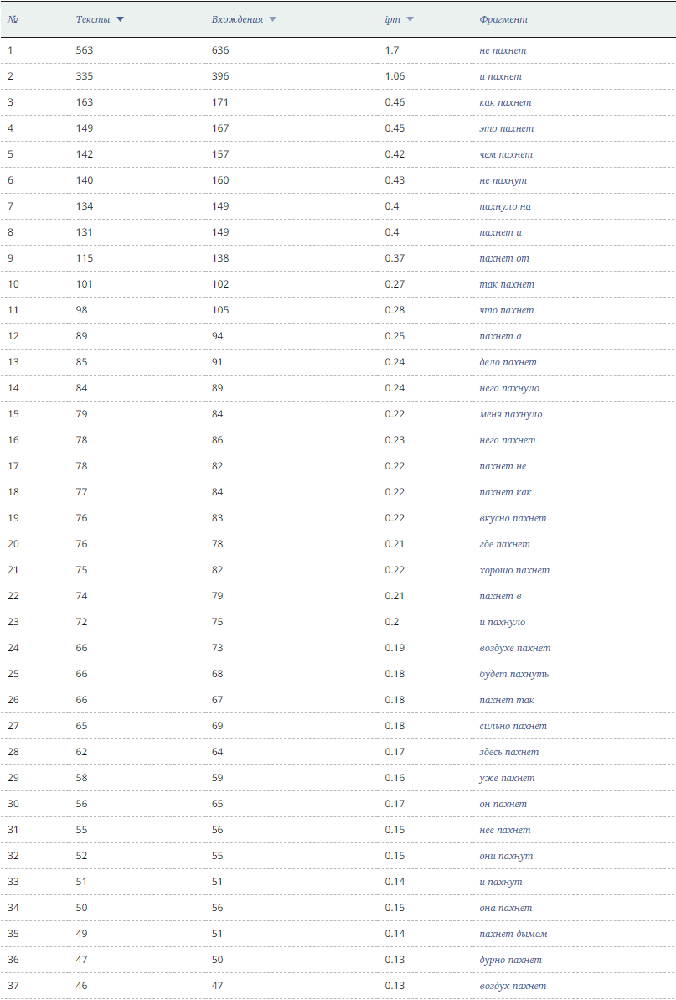 № Тексты Вхождения ipm Фрагмент
1 563 636 1.7 не пахнет
2 335 396 1.06 и пахнет
3 163 171 0.46 как пахнет
4 149 167 0.45 это пахнет
5 142 157 0.42 чем пахнет
6 140 160 0.43 не пахнут
7 134 149 0.4 пахнуло на
8 131 149 0.4 пахнет и
9 115 138 0.37 пахнет от
10 101 102 0.27 так пахнет
11 98 105 0.28 что пахнет
12 89 94 0.25 пахнет а
13 85 91 0.24 дело пахнет
14 84 89 0.24 него пахнуло
15 79 84 0.22 меня пахнуло
16 78 86 0.23 него пахнет
17 78 82 0.22 пахнет не
18 77 84 0.22 пахнет как
19 76 83 0.22 вкусно пахнет
20 76 78 0.21 где пахнет
21 75 82 0.22 хорошо пахнет
22 74 79 0.21 пахнет в
23 72 75 0.2 и пахнуло
24 66 73 0.19 воздухе пахнет
25 66 68 0.18 будет пахнуть
26 66 67 0.18 пахнет так
27 65 69 0.18 сильно пахнет
28 62 64 0.17 здесь пахнет
29 58 59 0.16 уже пахнет
30 56 65 0.17 он пахнет
31 55 56 0.15 нее пахнет
32 52 55 0.15 они пахнут
33 51 51 0.14 и пахнут
34 50 56 0.15 она пахнет
35 49 51 0.14 пахнет дымом
36 47 50 0.13 дурно пахнет
37 46 47 0.13 воздух пахнет